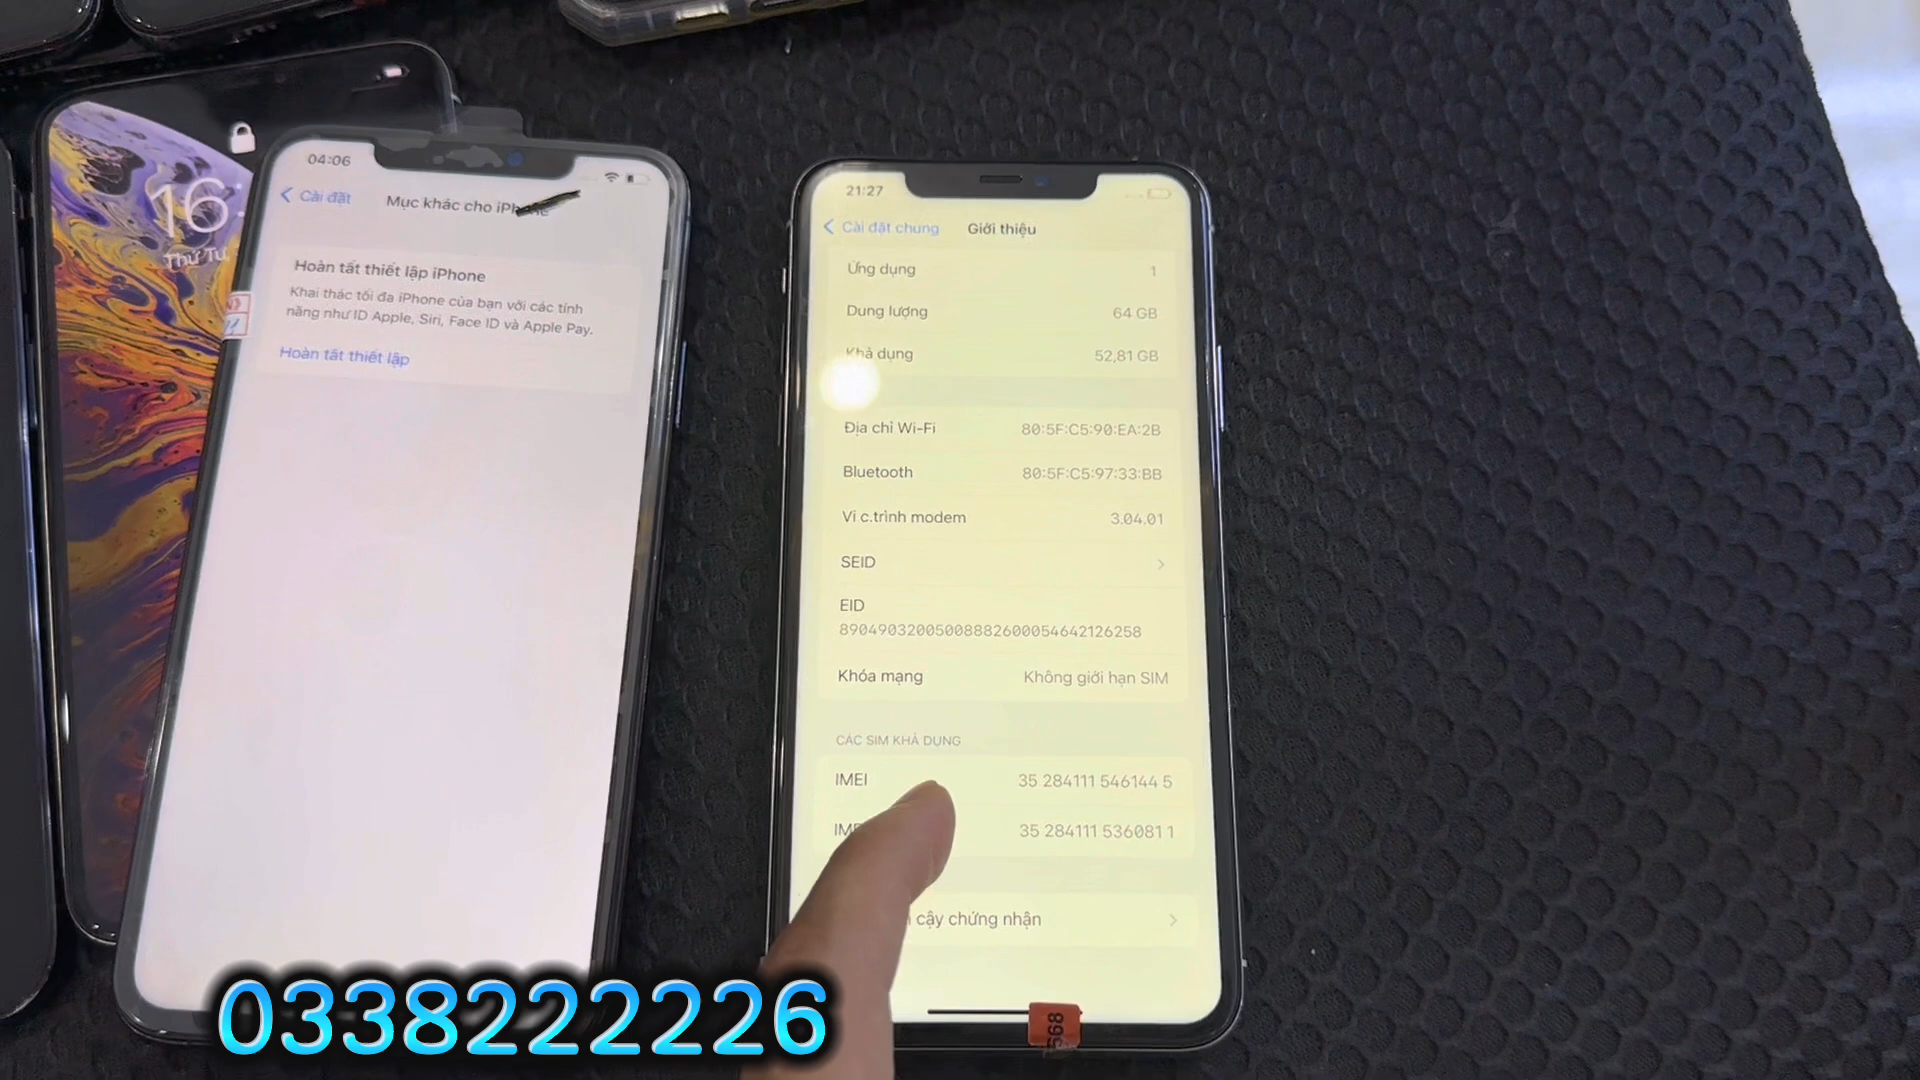 16:
Thứ Tư,
04:06
Cài đặt
Mục khác cho iPhone
Hoàn tất thiết lập iPhone
Khai thác tối đa iPhone của bạn với các tính
năng như ID Apple, Siri, Face ID và Apple Pay.
Hoàn tất thiết lập
21:27
Cài đặt chung
Giới thiệu
Ứng dụng 1
Dung lượng 64 GB
Khả dụng 52,81 GB
Địa chỉ Wi-Fi 80:5F:C5:90:EA:2B
Bluetooth 80:5F:C5:97:33:BB
Vi c.trình modem 3.04.01
SEID
EID
89049032005008882600054642126258
Khóa mạng Không giới hạn SIM
CÁC SIM KHẢ DỤNG
IMEI 35 284111 546144 5
IME 35 284111 536081 1
cậy chứng nhận
568
0338222226